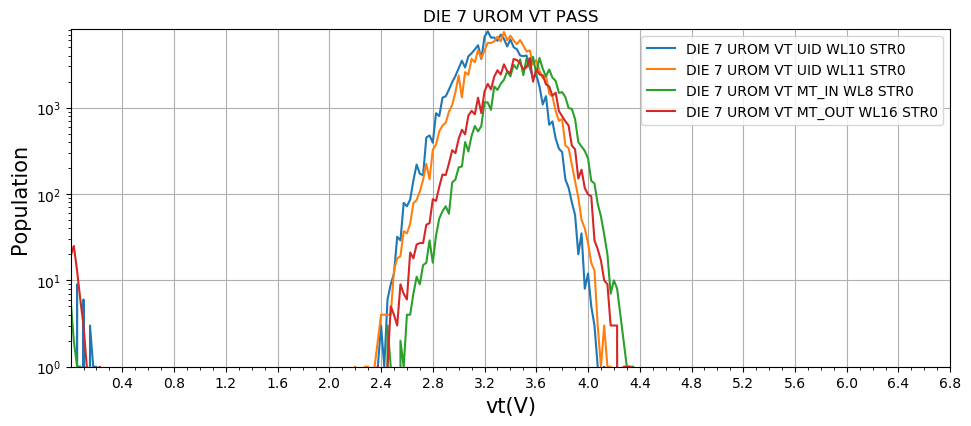 DIE 7 UROM VT PASS
DIE 7 UROM VT UID WL10 STR0
DIE 7 UROM VT UID WL11 STR0
DIE 7 UROM VT MT_IN WL8 STR0
DIE 7 UROM VT MT_OUT WL16 STR0
Population
10^3
10^2
10^1
10^0
0.4 0.8 1.2 1.6 2.0 2.4 2.8 3.2 3.6 4.0 4.4 4.8 5.2 5.6 6.0 6.4 6.8
vt(V)